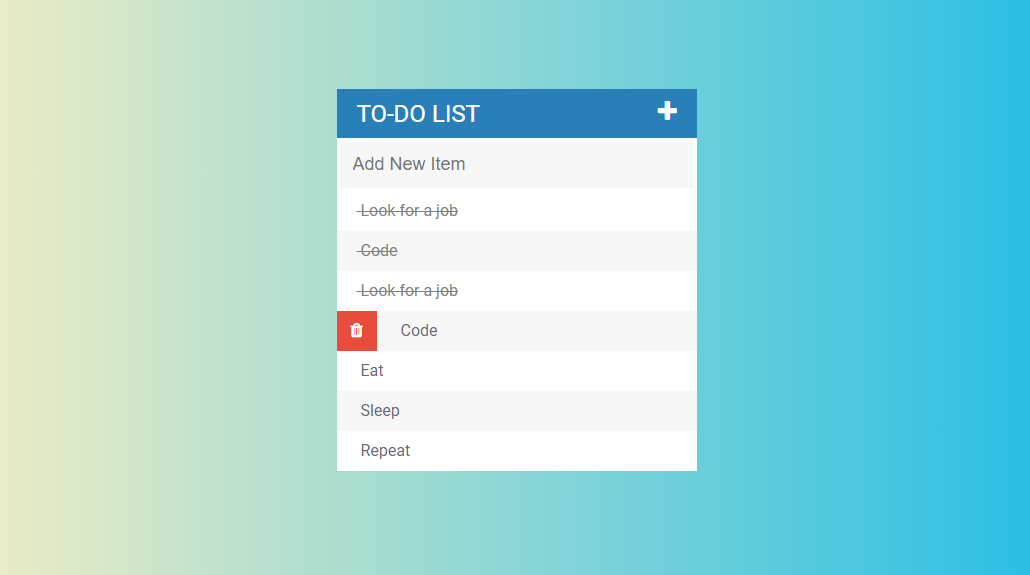 TO-DO LIST
Add New Item
Look for a job
Code
Look for a job
Code
Eat
Sleep
Repeat